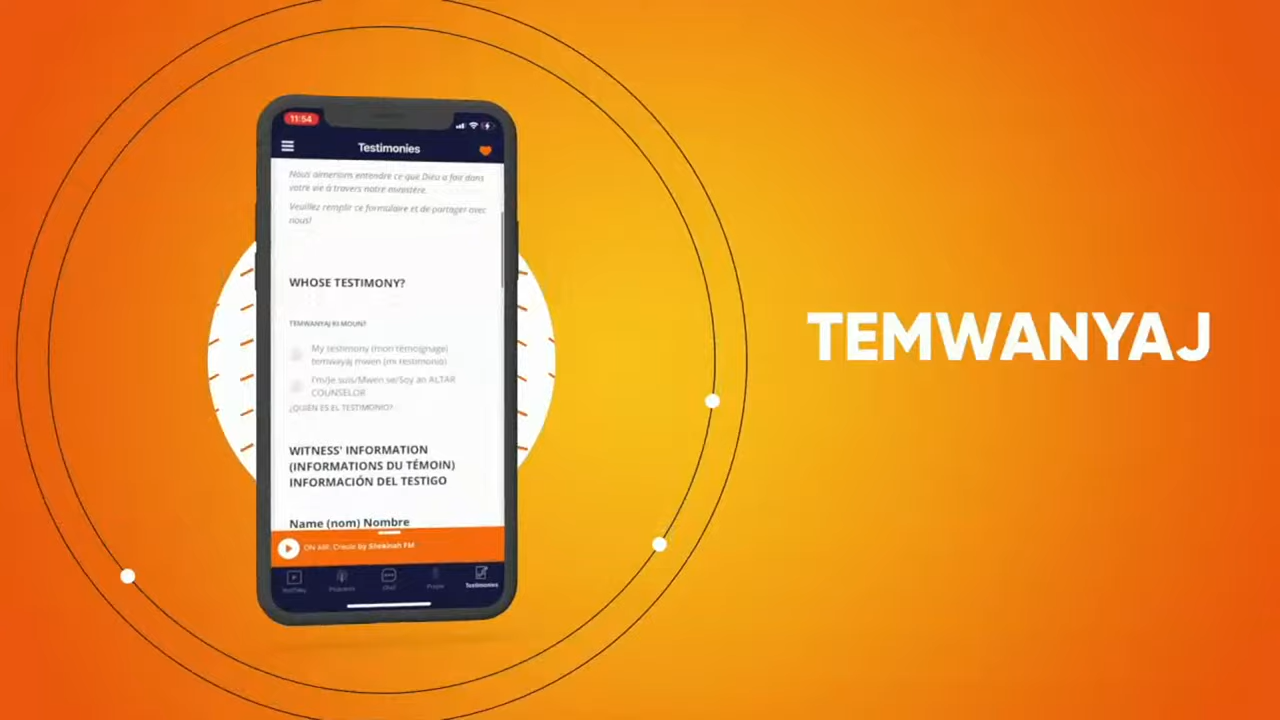 11:54
Testimonies
Nous aimerions entendre ce que Dieu a fait dans
votre vie à travers notre ministère.
Veuillez remplir ce formulaire et de partager avec
nous!
WHOSE TESTIMONY?
TEMWANYAJ KI MOUN?
My testimony (mon témoignage)
temwayaj mwen (mi testimonio)
I'm/Je suis/Mwen se/Soy an ALTAR
COUNSELOR
¿QUIÉN ES EL TESTIMONIO?
WITNESS' INFORMATION
(INFORMATIONS DU TÉMOIN)
INFORMACIÓN DEL TESTIGO
Name (nom) Nombre
ON AIR: Create by Shekinah FM
Testimonies
TEMWANYAJ